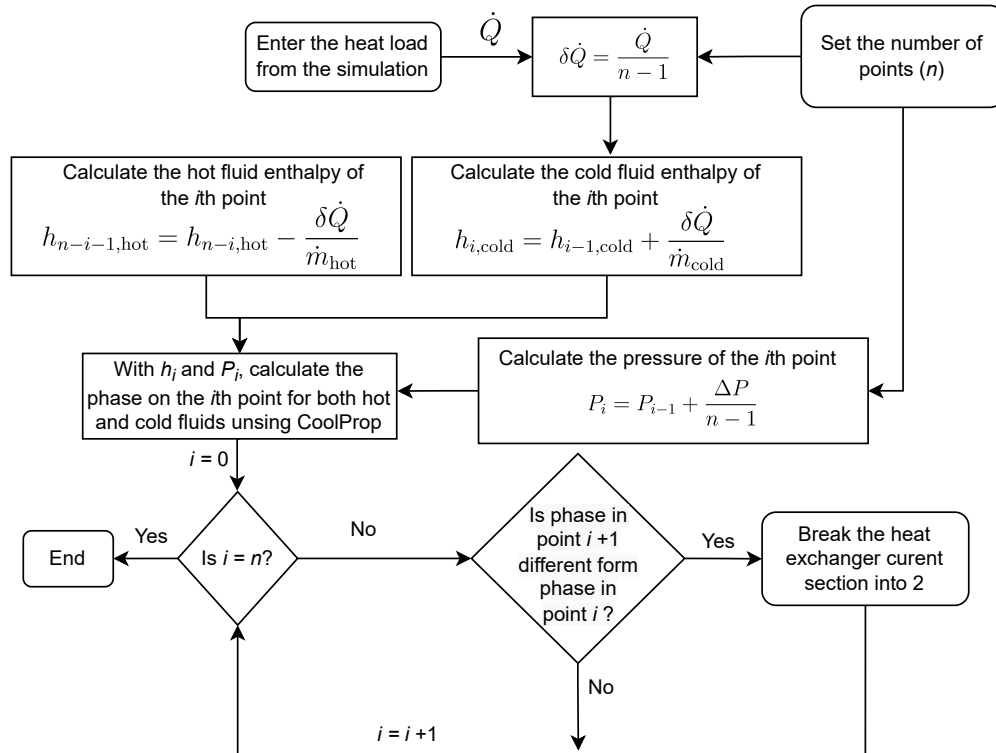 Enter the heat load
from the simulation
Q̇
δQ̇ = Q̇ / (n − 1)
Set the number of
points (n)
Calculate the hot fluid enthalpy of
the ith point
h_{n−i−1,hot} = h_{n−i,hot} − δQ̇ / ṁ_hot
Calculate the cold fluid enthalpy of
the ith point
h_{i,cold} = h_{i−1,cold} + δQ̇ / ṁ_cold
With h_i and P_i, calculate the
phase on the ith point for both hot
and cold fluids unsing CoolProp
Calculate the pressure of the ith point
P_i = P_{i−1} + ΔP / (n − 1)
i = 0
Is i = n?
Yes
End
No
Is phase in
point i +1
different form
phase in
point i ?
Yes
Break the heat
exchanger curent
section into 2
No
i = i +1